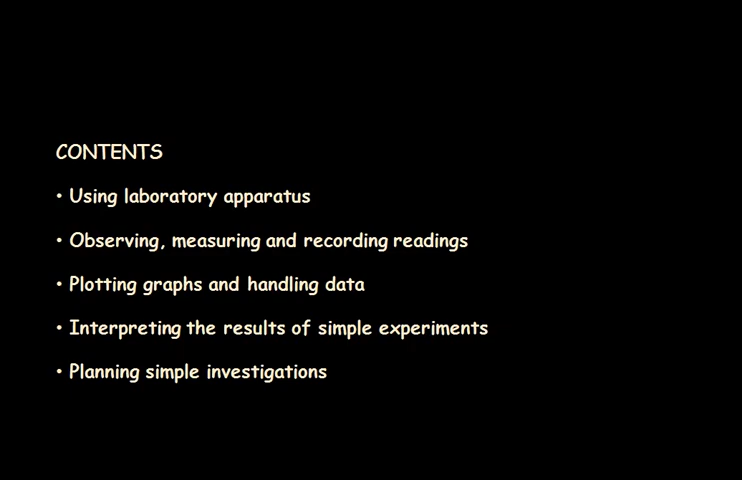 CONTENTS
• Using laboratory apparatus
• Observing, measuring and recording readings
• Plotting graphs and handling data
• Interpreting the results of simple experiments
• Planning simple investigations